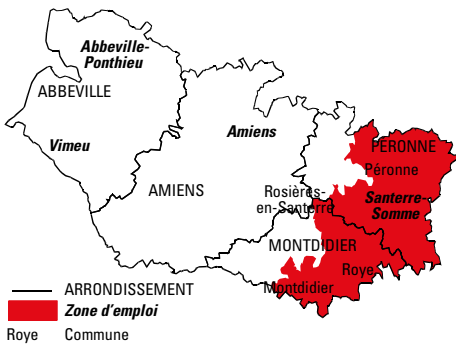 Abbeville-
Ponthieu
ABBEVILLE
Vimeu
Amiens
AMIENS
PÉRONNE
Péronne
Rosières-
en-Santerre
Santerre-
Somme
MONTDIDIER
Roye
Montdidier
ARRONDISSEMENT
Zone d'emploi
Roye Commune